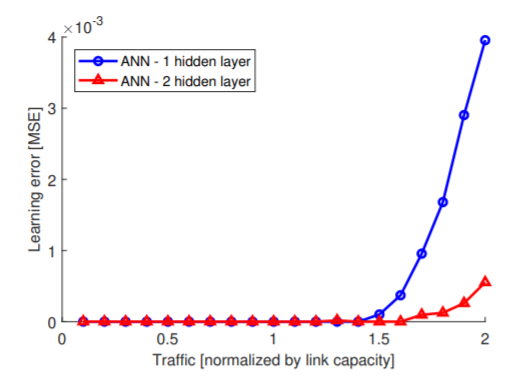 ×10⁻³
4
3
2
1
0
ANN - 1 hidden layer
ANN - 2 hidden layer
Learning error [MSE]
0
0.5
1
1.5
2
Traffic [normalized by link capacity]